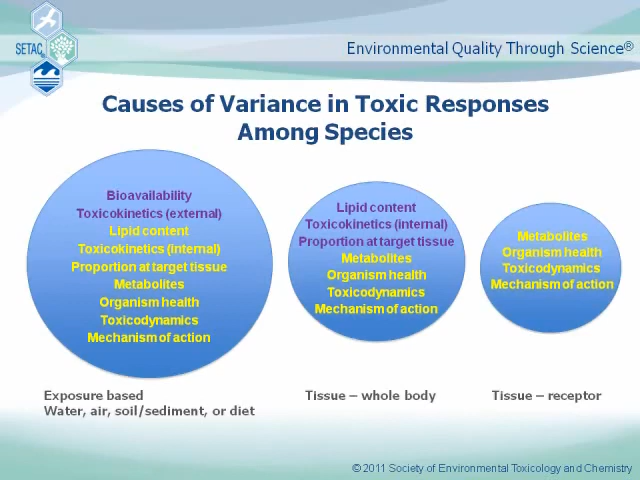 SETAC
Environmental Quality Through Science®
Causes of Variance in Toxic Responses
Among Species
Bioavailability
Toxicokinetics (external)
Lipid content
Toxicokinetics (internal)
Proportion at target tissue
Metabolites
Organism health
Toxicodynamics
Mechanism of action
Lipid content
Toxicokinetics (internal)
Proportion at target tissue
Metabolites
Organism health
Toxicodynamics
Mechanism of action
Metabolites
Organism health
Toxicodynamics
Mechanism of action
Exposure based
Water, air, soil/sediment, or diet
Tissue – whole body
Tissue – receptor
© 2011 Society of Environmental Toxicology and Chemistry